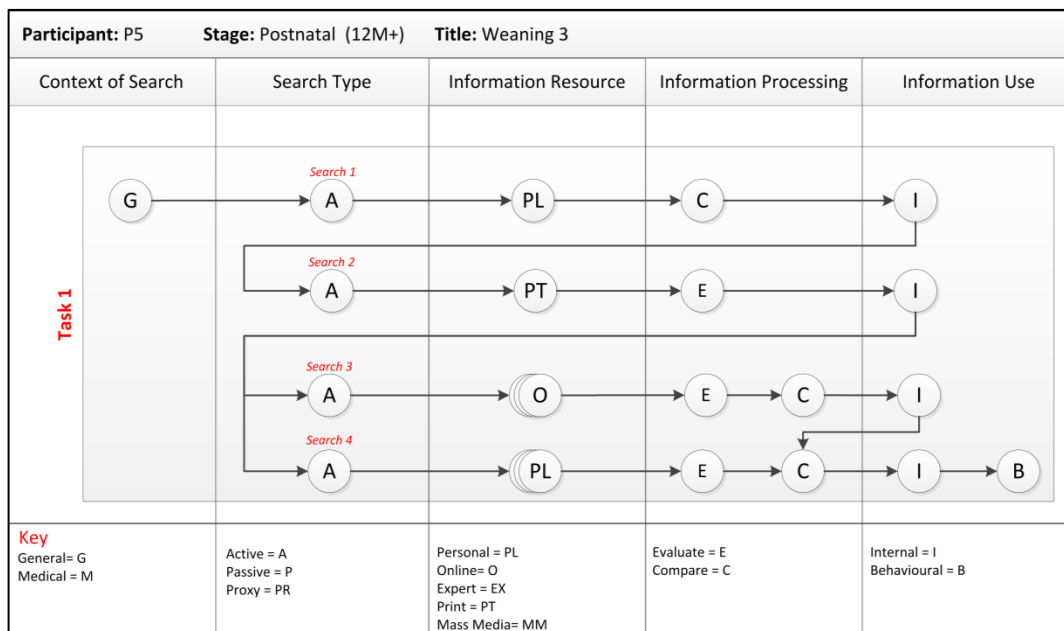 Participant: P5 Stage: Postnatal (12M+) Title: Weaning 3
Context of Search Search Type Information Resource Information Processing Information Use
Task 1
Search 1
G A PL C I
Search 2
A PT E I
Search 3
A O E C I
Search 4
A PL E C I B
Key
General= G
Medical = M
Active = A
Passive = P
Proxy = PR
Personal = PL
Online= O
Expert = EX
Print = PT
Mass Media= MM
Evaluate = E
Compare = C
Internal = I
Behavioural = B